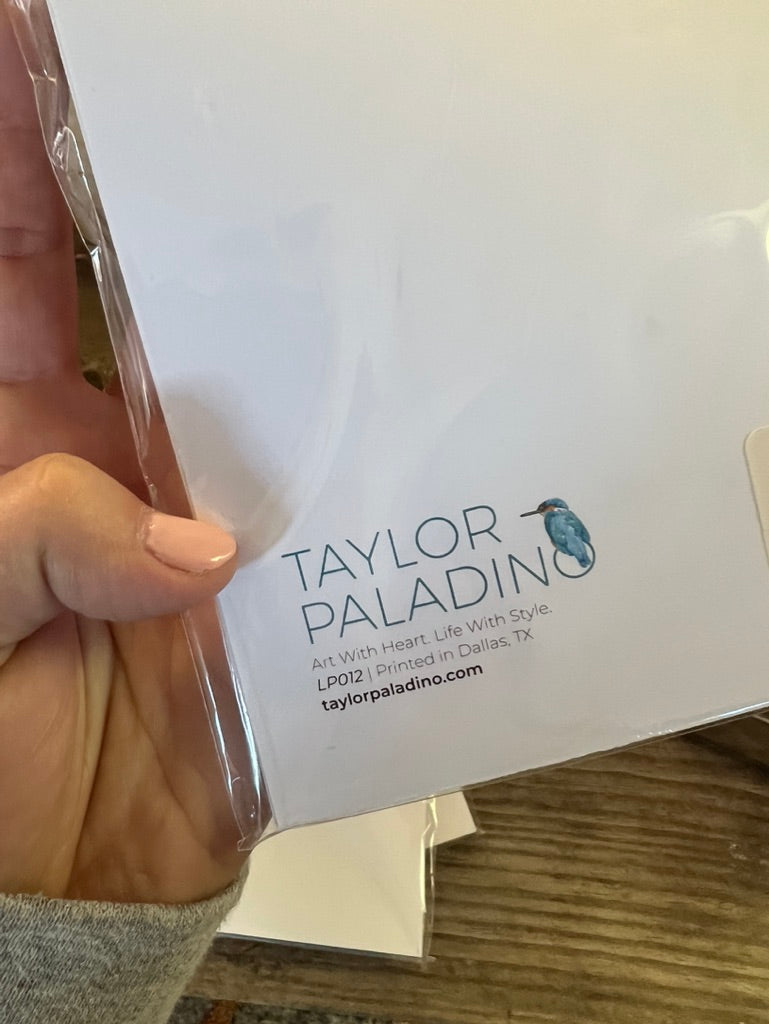 TAYLOR
PALADINO
Art With Heart. Life With Style.
LP012 | Printed in Dallas, TX
taylorpaladino.com